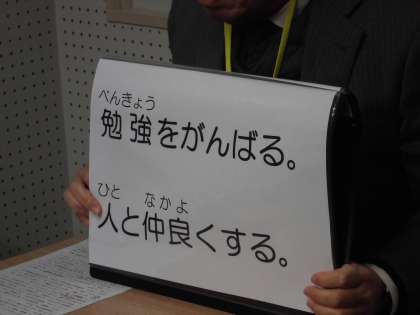 べんきょう
勉強をがんばる。
ひと なかよ
人と仲良くする。